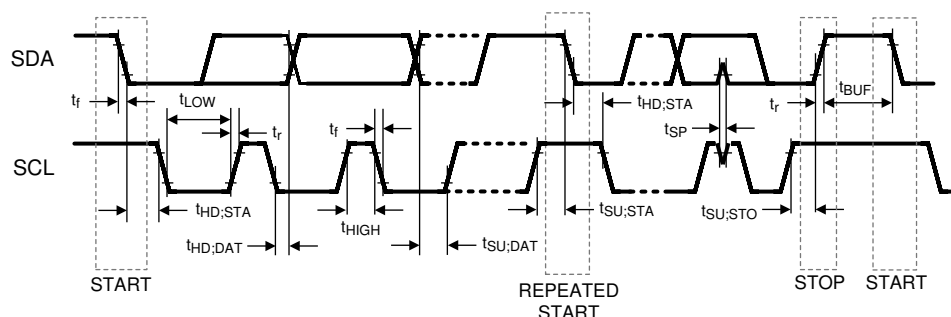 SDA
t_f
t_LOW
t_r
t_f
t_HD;STA
t_SP
t_r
t_BUF
SCL
t_HD;STA
t_HD;DAT
t_HIGH
t_SU;DAT
t_SU;STA
t_SU;STO
START
REPEATED
START
STOP
START